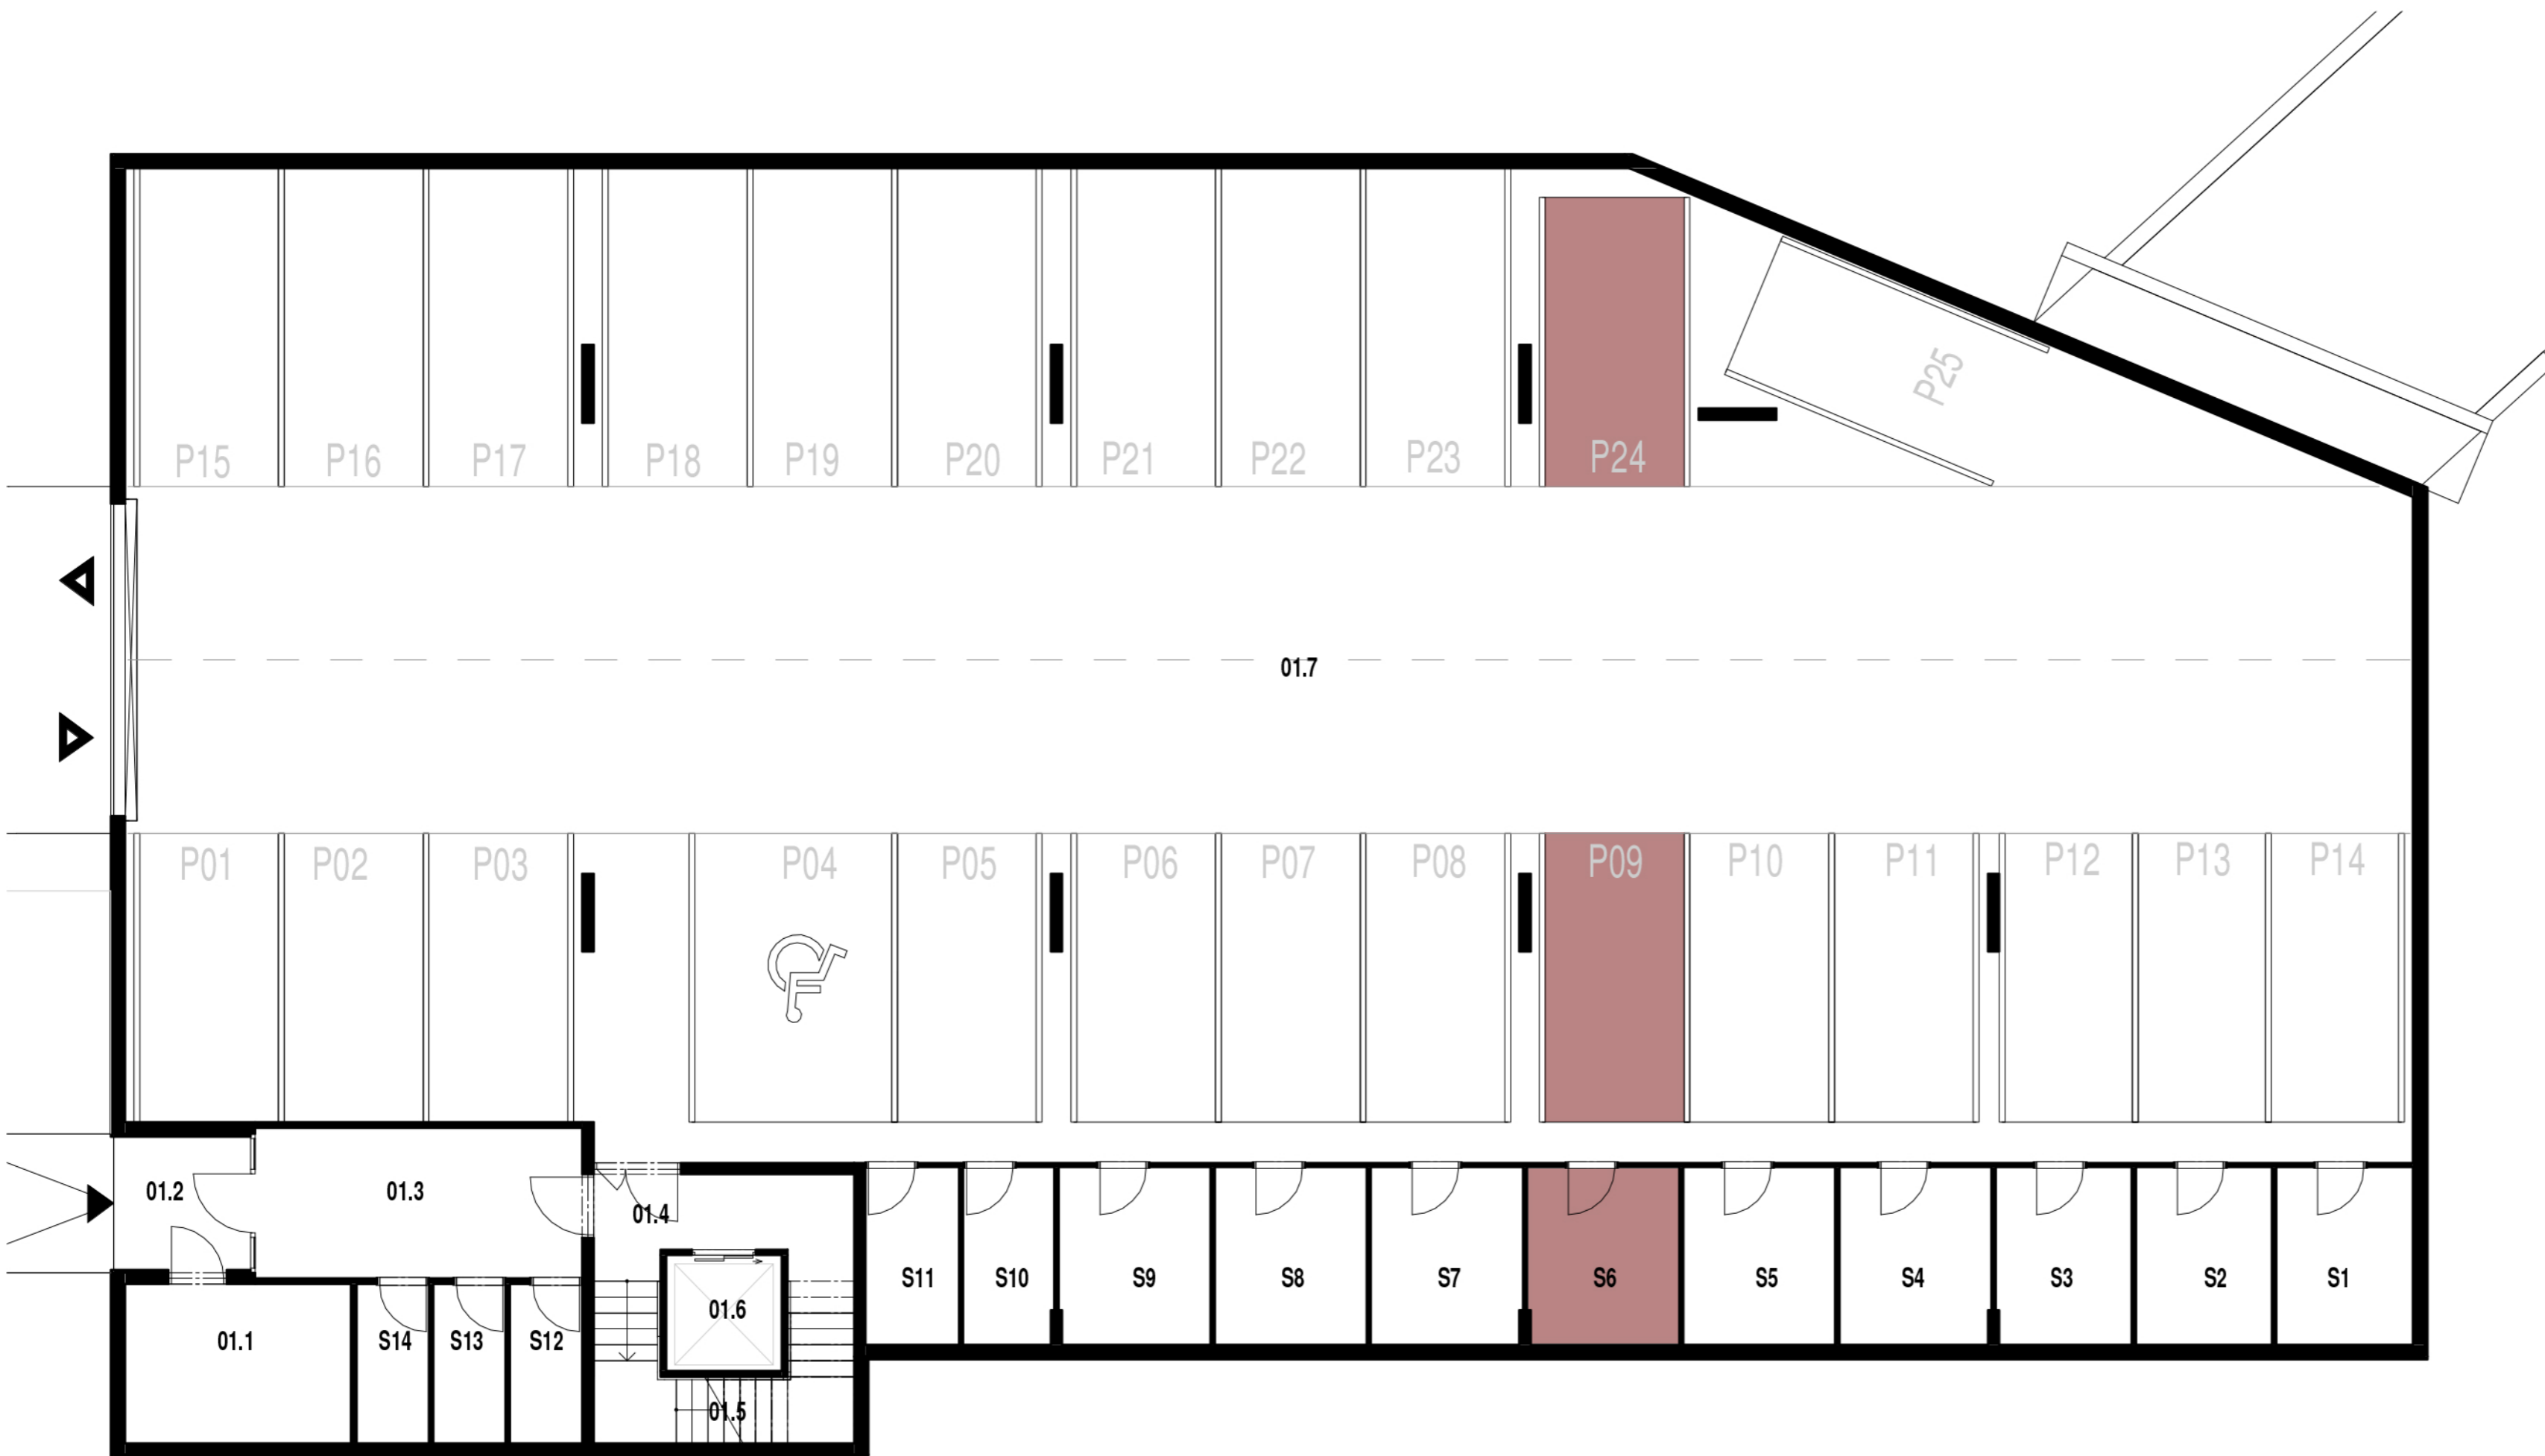 P25
P15 P16 P17 P18 P19 P20 P21 P22 P23 P24
01.7
P01 P02 P03 P04 P05 P06 P07 P08 P09 P10 P11 P12 P13 P14
01.2 01.3 01.4
S11 S10 S9 S8 S7 S6 S5 S4 S3 S2 S1
01.6
01.1 S14 S13 S12
01.5